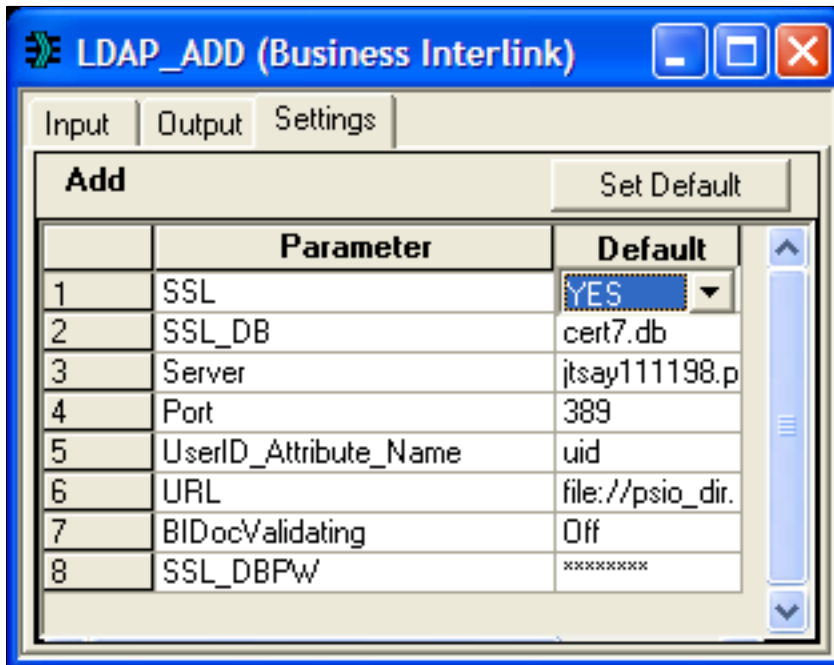 LDAP_ADD (Business Interlink)
Input Output Settings
Add Set Default
Parameter Default
1 SSL YES
2 SSL_DB cert7.db
3 Server jtsay111198.p
4 Port 389
5 UserID_Attribute_Name uid
6 URL file://psio_dir.
7 BIDocValidating Off
8 SSL_DBPW ********